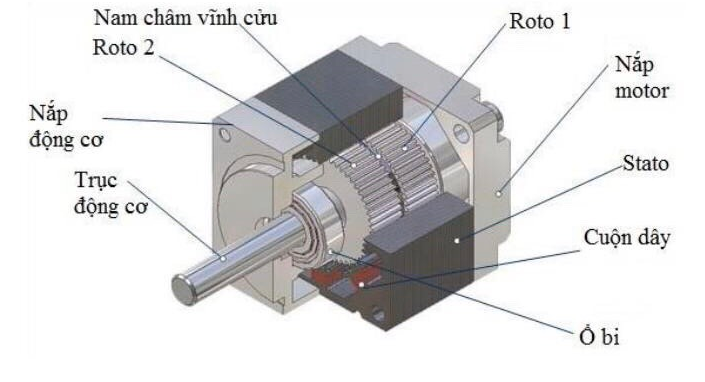 Nam châm vĩnh cửu
Roto 1
Roto 2
Nắp
motor
Nắp
động cơ
Stato
Trục
động cơ
Cuộn dây
Ổ bi